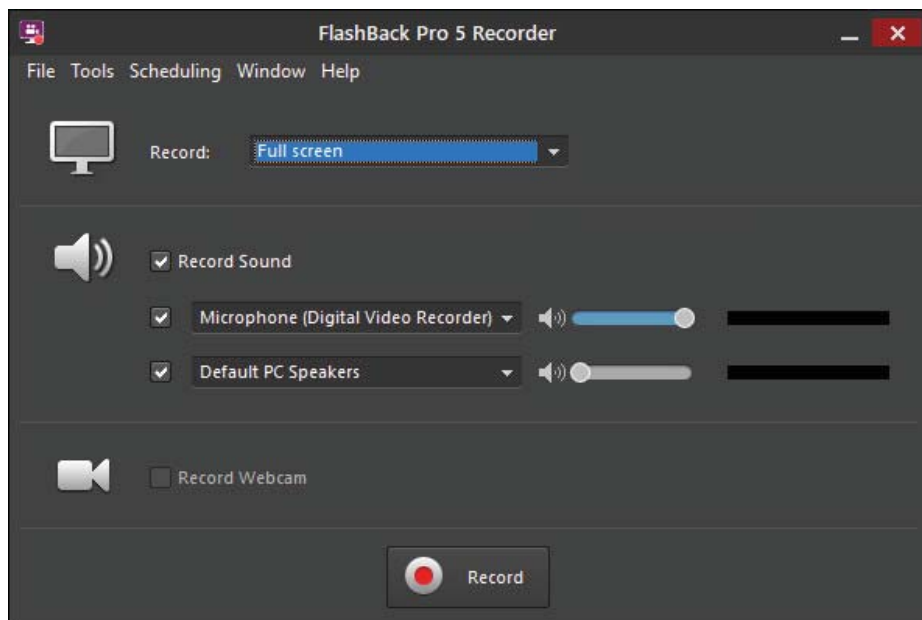 FlashBack Pro 5 Recorder
File Tools Scheduling Window Help
Record: Full screen
Record Sound
Microphone (Digital Video Recorder)
Default PC Speakers
Record Webcam
Record